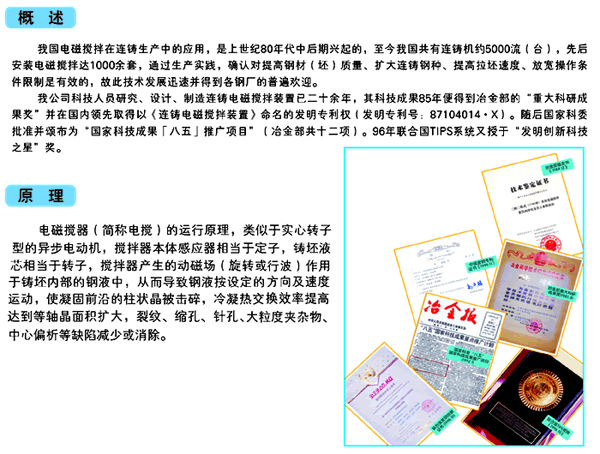 概 述
我国电磁搅拌在连铸生产中的应用，是上世纪80年代中后期兴起的，至今我国共有连铸机约5000流（台），先后
安装电磁搅拌达1000余套，通过生产实践，确认对提高钢材（坯）质量、扩大连铸钢种、提高拉坯速度、放宽操作条
件限制是有效的，故此技术发展迅速并得到各钢厂的普遍欢迎。
我公司科技人员研究、设计、制造连铸电磁搅拌装置已二十余年，其科技成果85年便得到冶金部的“重大科研成
果奖”并在国内领先取得以《连铸电磁搅拌装置》命名的发明专利权（发明专利号：87104014·X）。随后国家科委
批准并颁布为“国家科技成果「八五」推广项目”（冶金部共十二项）。96年联合国TIPS系统又授于“发明创新科技
之星”奖。
原 理
电磁搅器（简称电搅）的运行原理，类似于实心转子
型的异步电动机，搅拌器本体感应器相当于定子，铸坯液
芯相当于转子，搅拌器产生的动磁场（旋转或行波）作用
于铸坯内部的钢液中，从而导致钢液按设定的方向及速度
运动，使凝固前沿的柱状晶被击碎，冷凝热交换效率提高
达到等轴晶面积扩大，裂纹、缩孔、针孔、大粒度夹杂物、
中心偏析等缺陷减少或消除。
技术鉴定证书
冶金报
“八五”国家科技成果重点推广计划